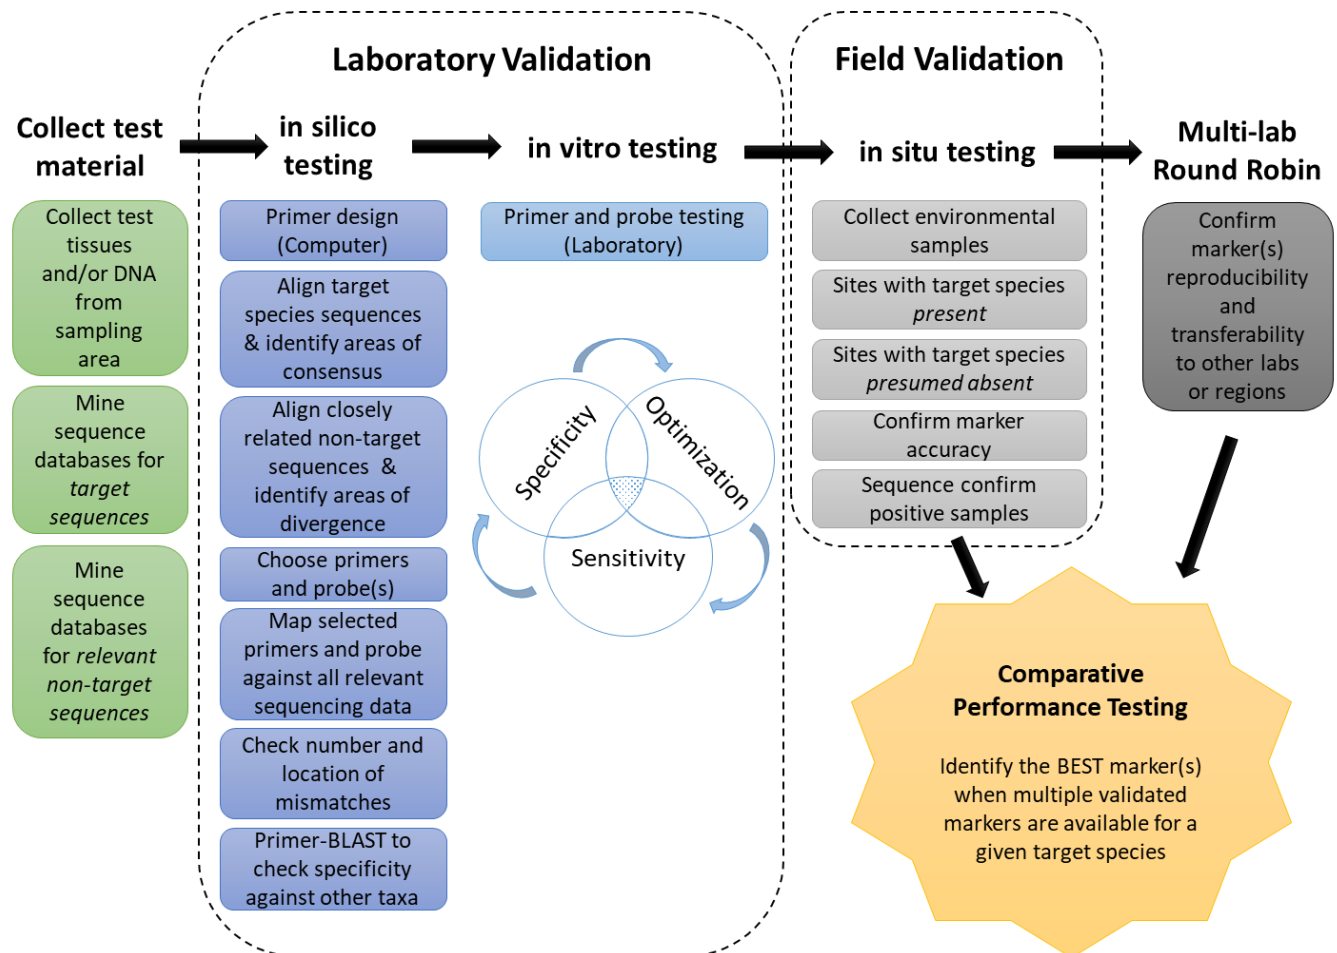 Laboratory Validation
Field Validation
Collect test
material
in silico
testing
in vitro testing
in situ testing
Multi-lab
Round Robin
Collect test
tissues
and/or DNA
from
sampling
area
Mine
sequence
databases for
target
sequences
Mine
sequence
databases
for relevant
non-target
sequences
Primer design
(Computer)
Align target
species sequences
& identify areas of
consensus
Align closely
related non-target
sequences &
identify areas of
divergence
Choose primers
and probe(s)
Map selected
primers and probe
against all relevant
sequencing data
Check number and
location of
mismatches
Primer-BLAST to
check specificity
against other taxa
Primer and probe testing
(Laboratory)
Specificity
Optimization
Sensitivity
Collect environmental
samples
Sites with target species
present
Sites with target species
presumed absent
Confirm marker
accuracy
Sequence confirm
positive samples
Confirm
marker(s)
reproducibility
and
transferability
to other labs
or regions
Comparative
Performance Testing
Identify the BEST marker(s)
when multiple validated
markers are available for a
given target species